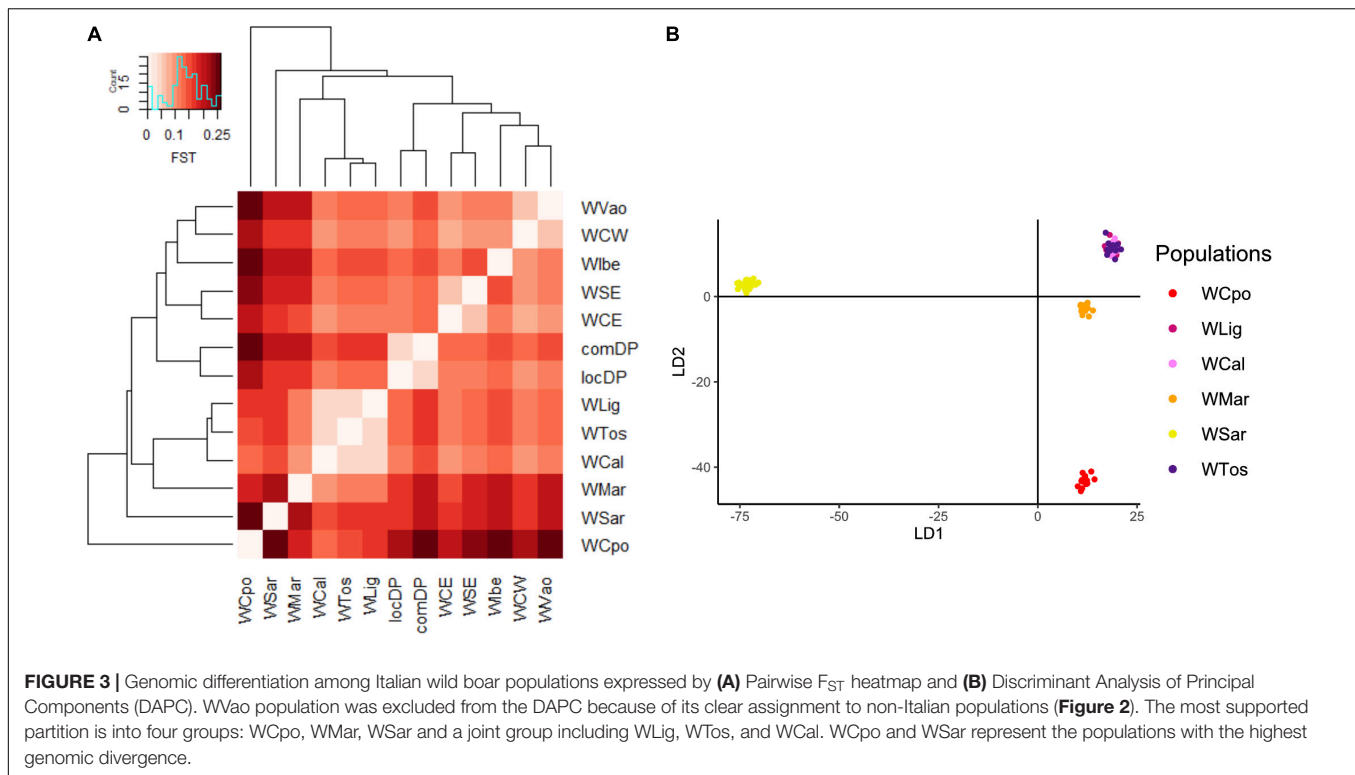 A
Count
0 15
0 0.1 0.25
FST
WVao
WCW
WIbe
WSE
WCE
comDP
locDP
WLig
WTos
WCal
WMar
WSar
WCpo
WCpo WSar WMar WCal WTos WLig locDP comDP WCE WSE WIbe WCW WVao
B
LD2
0
-20
-40
-75 -50 -25 0 25
LD1
Populations
WCpo
WLig
WCal
WMar
WSar
WTos
FIGURE 3 | Genomic differentiation among Italian wild boar populations expressed by (A) Pairwise FST heatmap and (B) Discriminant Analysis of Principal
Components (DAPC). WVao population was excluded from the DAPC because of its clear assignment to non-Italian populations (Figure 2). The most supported
partition is into four groups: WCpo, WMar, WSar and a joint group including WLig, WTos, and WCal. WCpo and WSar represent the populations with the highest
genomic divergence.